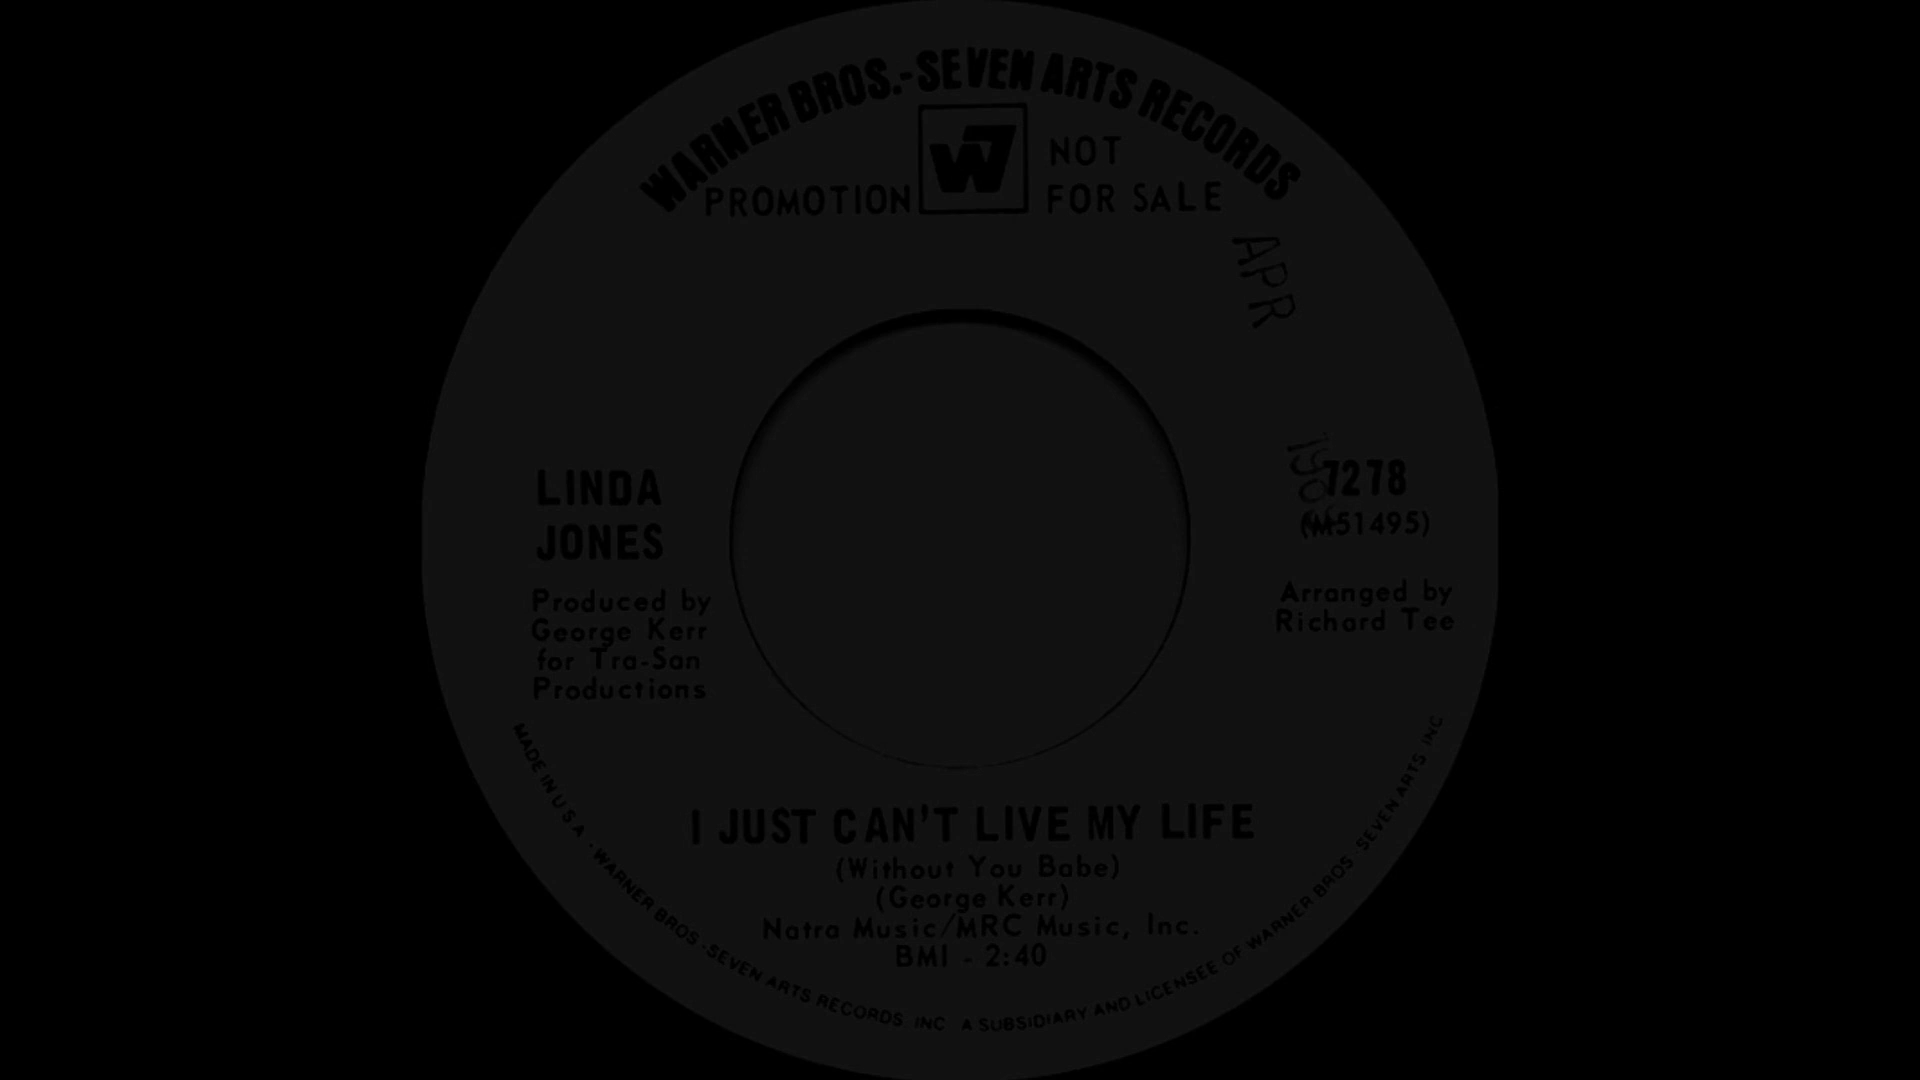 WARNER BROS.-SEVEN ARTS RECORDS
W7
PROMOTION
NOT
FOR SALE
APR
LINDA
JONES
Produced by
George Kerr
for Tra-San
Productions
7278
(M51495)
Arranged by
Richard Tee
I JUST CAN'T LIVE MY LIFE
(Without You Babe)
(George Kerr)
Natra Music/MRC Music, Inc.
BMI - 2:40
MADE IN U.S.A. - WARNER BROS.-SEVEN ARTS RECORDS INC. A SUBSIDIARY AND LICENSEE OF WARNER BROS.-SEVEN ARTS INC.